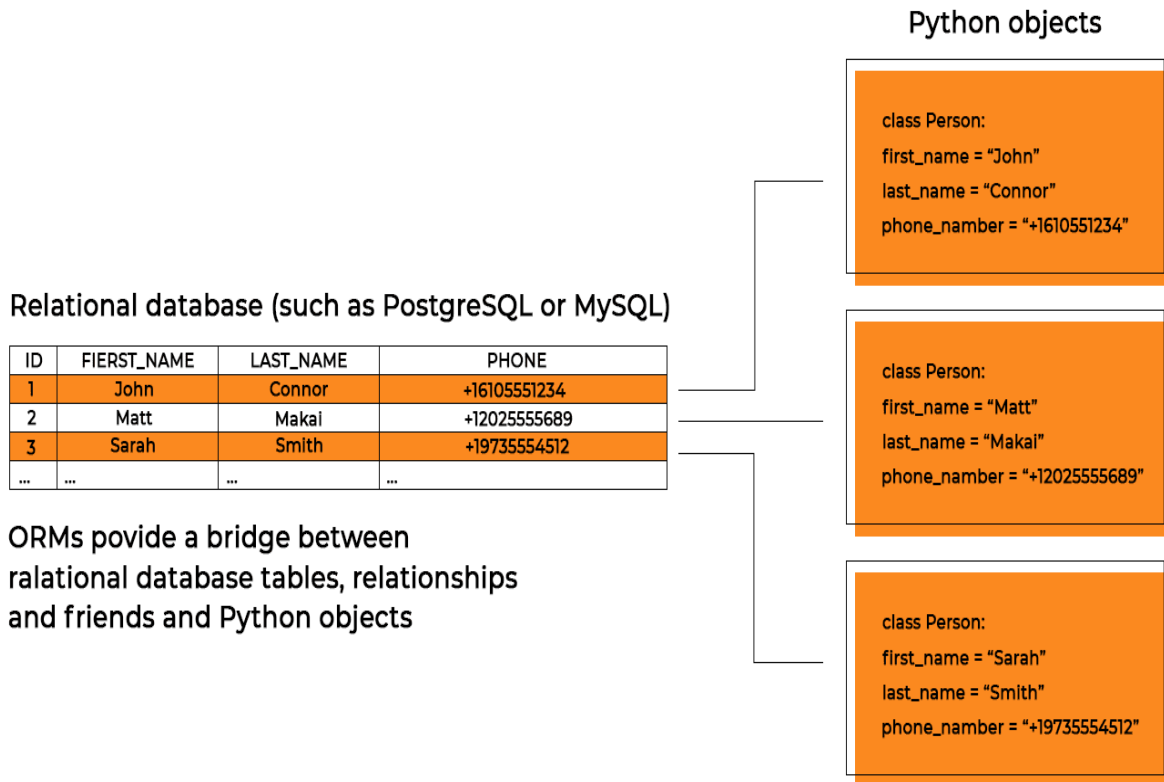 Python objects
class Person:
first_name = “John”
last_name = “Connor”
phone_namber = “+1610551234”
Relational database (such as PostgreSQL or MySQL)
ID FIERST_NAME LAST_NAME PHONE
1 John Connor +16105551234
2 Matt Makai +12025555689
3 Sarah Smith +19735554512
... ... ... ...
class Person:
first_name = “Matt”
last_name = “Makai”
phone_namber = “+12025555689”
ORMs povide a bridge between
ralational database tables, relationships
and friends and Python objects
class Person:
first_name = “Sarah”
last_name = “Smith”
phone_namber = “+19735554512”